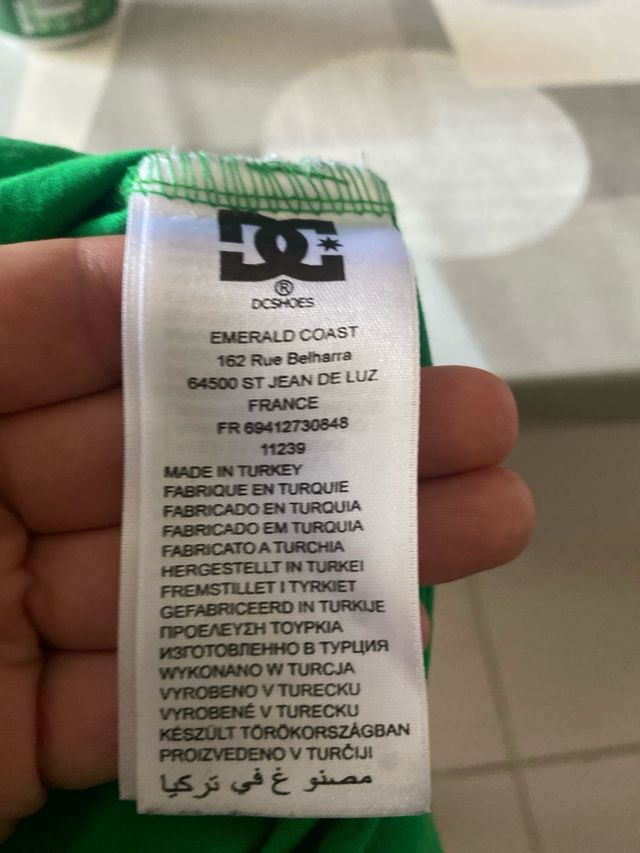 DC
®
DCSHOES
EMERALD COAST
162 Rue Belharra
64500 ST JEAN DE LUZ
FRANCE
FR 69412730848
11239
MADE IN TURKEY
FABRIQUE EN TURQUIE
FABRICADO EN TURQUIA
FABRICADO EM TURQUIA
FABRICATO A TURCHIA
HERGESTELLT IN TURKEI
FREMSTILLET I TYRKIET
GEFABRICEERD IN TURKIJE
ΠΡΟΕΛΕΥΣΗ ΤΟΥΡΚΙΑ
ИЗГОТОВЛЕННО В ТУРЦИЯ
WYKONANO W TURCJA
VYROBENO V TURECKU
VYROBENÉ V TURECKU
KÉSZÜLT TÖRÖKORSZÁGBAN
PROIZVEDENO V TURČIJI
مصنو غ في تركيا